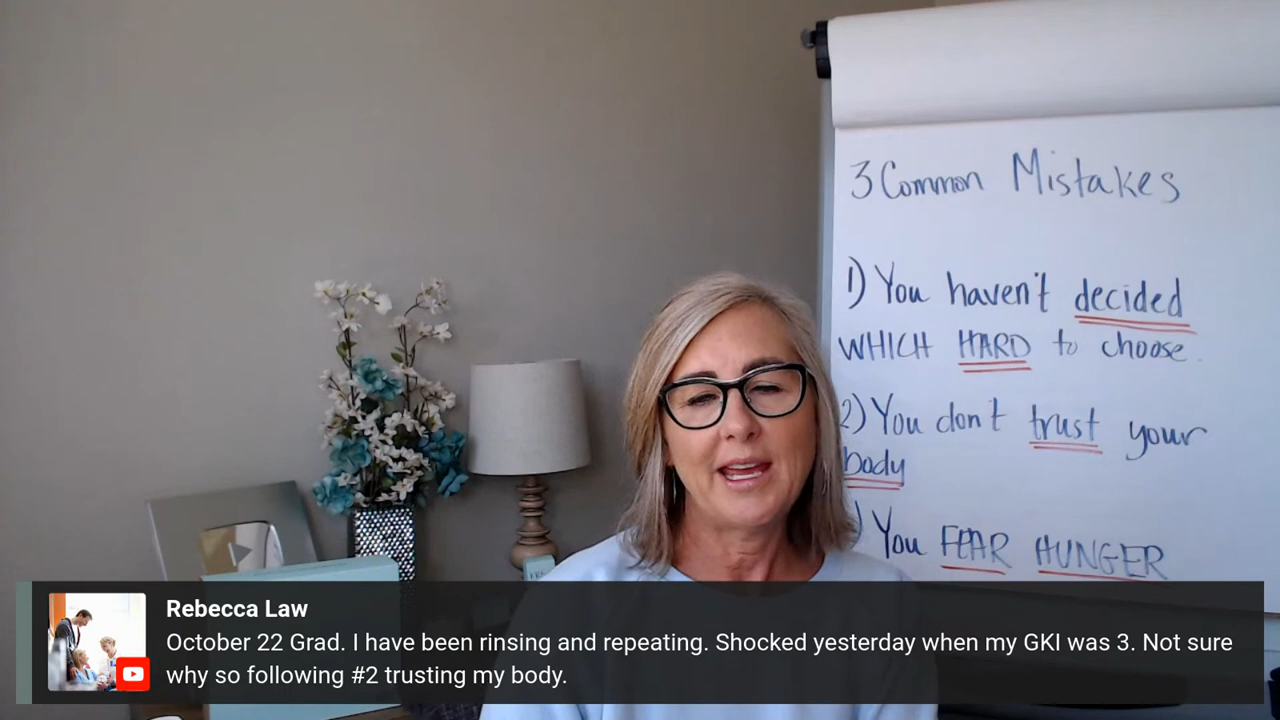 3 Common Mistakes
1) You haven't decided
WHICH HARD to choose.
2) You don't trust your
body
) You FEAR HUNGER
Rebecca Law
October 22 Grad. I have been rinsing and repeating. Shocked yesterday when my GKI was 3. Not sure
why so following #2 trusting my body.